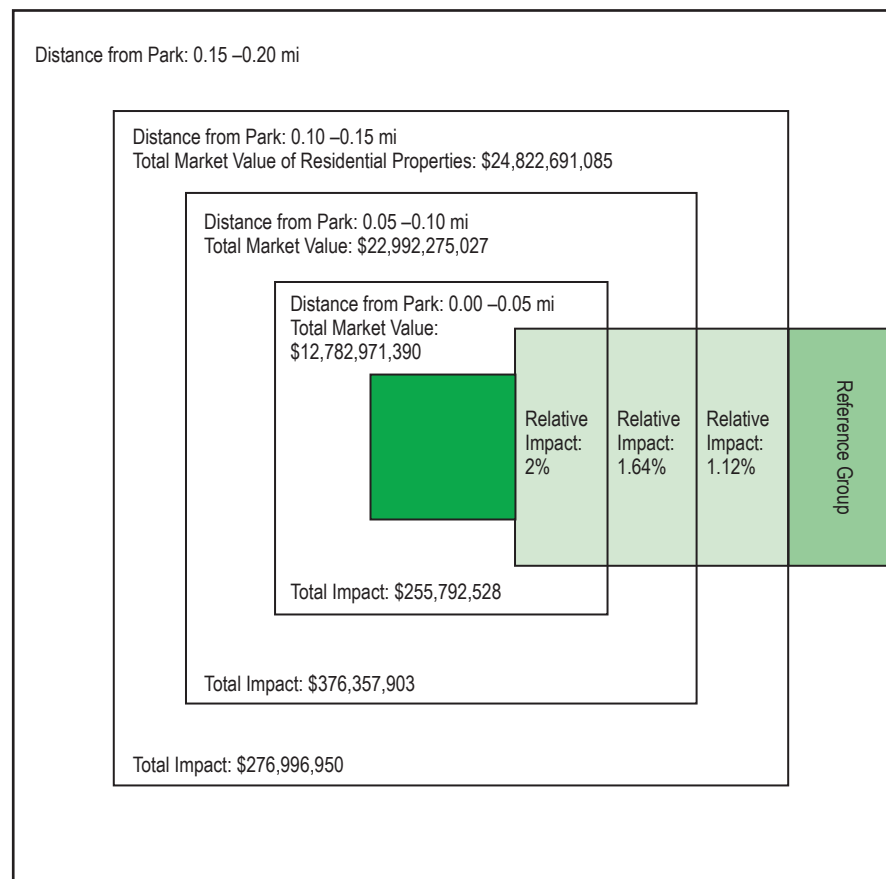 Distance from Park: 0.15 –0.20 mi
Distance from Park: 0.10 –0.15 mi
Total Market Value of Residential Properties: $24,822,691,085
Distance from Park: 0.05 –0.10 mi
Total Market Value: $22,992,275,027
Distance from Park: 0.00 –0.05 mi
Total Market Value:
$12,782,971,390
Relative
Impact:
2%
Relative
Impact:
1.64%
Relative
Impact:
1.12%
Reference Group
Total Impact: $255,792,528
Total Impact: $376,357,903
Total Impact: $276,996,950